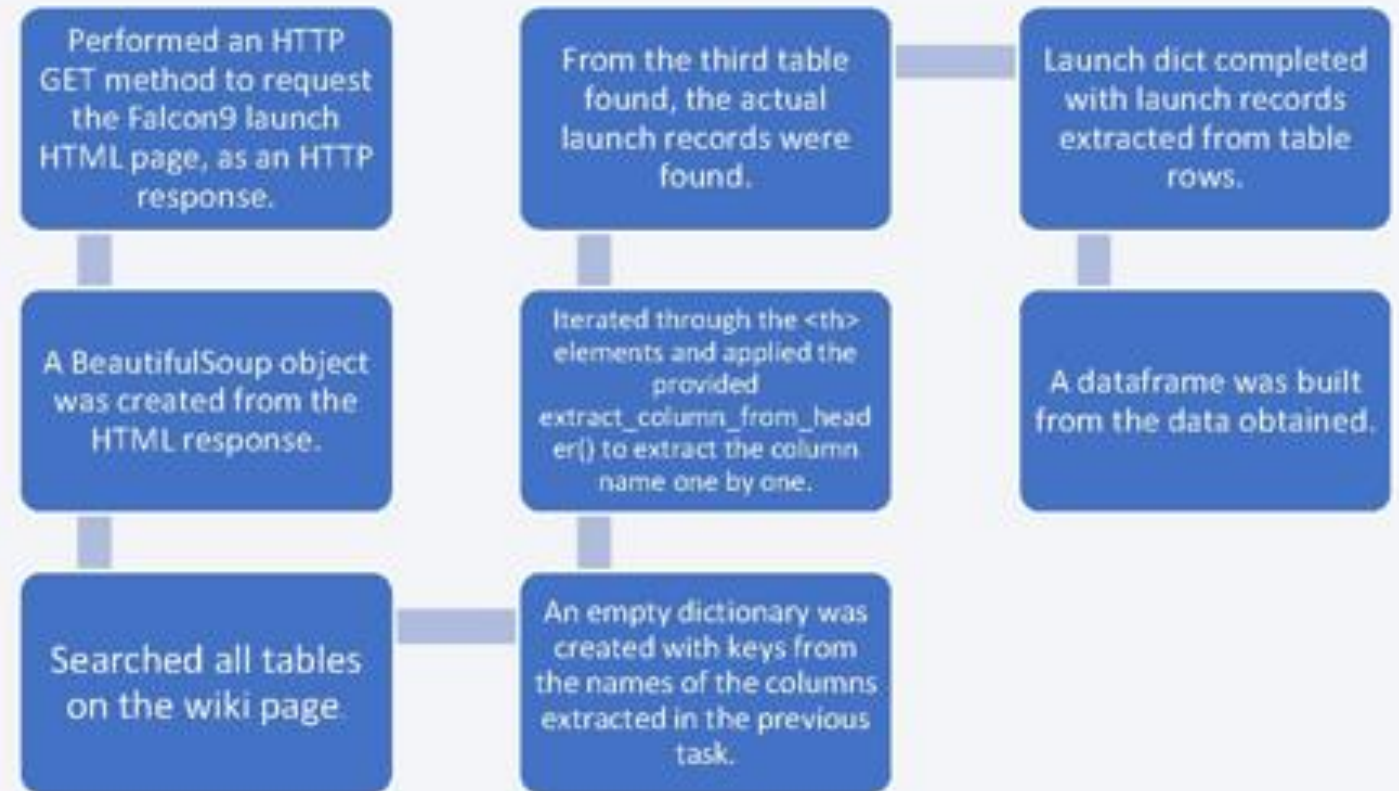 Performed an HTTP
GET method to request
the Falcon9 launch
HTML page, as an HTTP
response.
A BeautifulSoup object
was created from the
HTML response.
Searched all tables
on the wiki page
An empty dictionary was
created with keys from
the names of the columns
extracted in the previous
task.
Iterated through the <th>
elements and applied the
provided
extract_column_from_head
er() to extract the column
name one by one.
From the third table
found, the actual
launch records were
found.
Launch dict completed
with launch records
extracted from table
rows.
A dataframe was built
from the data obtained.